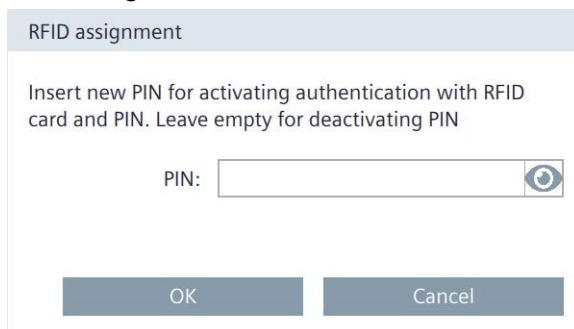 RFID assignment
Insert new PIN for activating authentication with RFID
card and PIN. Leave empty for deactivating PIN
PIN:
OK Cancel